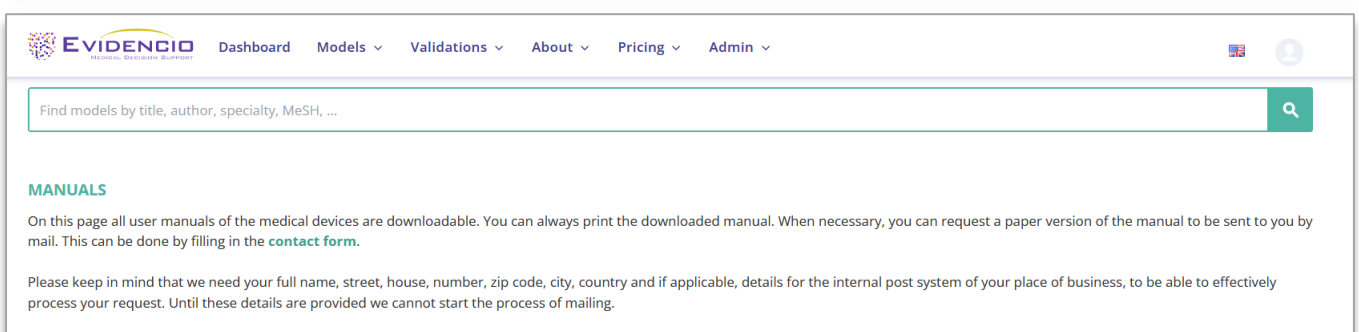 EVIDENCIO
MEDICAL DECISION SUPPORT
Dashboard Models Validations About Pricing Admin
Find models by title, author, specialty, MeSH, ...
MANUALS
On this page all user manuals of the medical devices are downloadable. You can always print the downloaded manual. When necessary, you can request a paper version of the manual to be sent to you by
mail. This can be done by filling in the contact form.
Please keep in mind that we need your full name, street, house, number, zip code, city, country and if applicable, details for the internal post system of your place of business, to be able to effectively
process your request. Until these details are provided we cannot start the process of mailing.